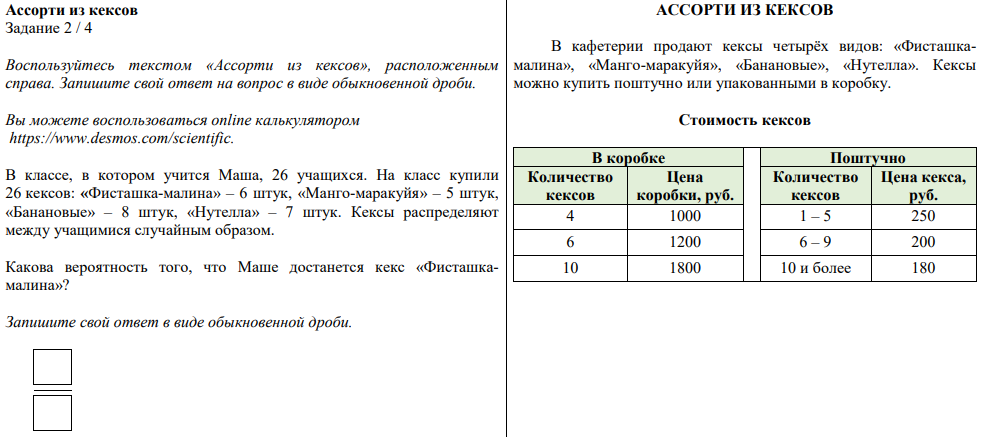 Ассорти из кексов
Задание 2 / 4
Воспользуйтесь текстом «Ассорти из кексов», расположенным
справа. Запишите свой ответ на вопрос в виде обыкновенной дроби.
Вы можете воспользоваться online калькулятором
https://www.desmos.com/scientific.
В классе, в котором учится Маша, 26 учащихся. На класс купили
26 кексов: «Фисташка-малина» – 6 штук, «Манго-маракуйя» – 5 штук,
«Банановые» – 8 штук, «Нутелла» – 7 штук. Кексы распределяют
между учащимися случайным образом.
Какова вероятность того, что Маше достанется кекс «Фисташка-
малина»?
Запишите свой ответ в виде обыкновенной дроби.
АССОРТИ ИЗ КЕКСОВ
В кафетерии продают кексы четырёх видов: «Фисташка-
малина», «Манго-маракуйя», «Банановые», «Нутелла». Кексы
можно купить поштучно или упакованными в коробку.
Стоимость кексов
В коробке Поштучно
Количество Цена Количество Цена кекса,
кексов коробки, руб. кексов руб.
4 1000 1 – 5 250
6 1200 6 – 9 200
10 1800 10 и более 180